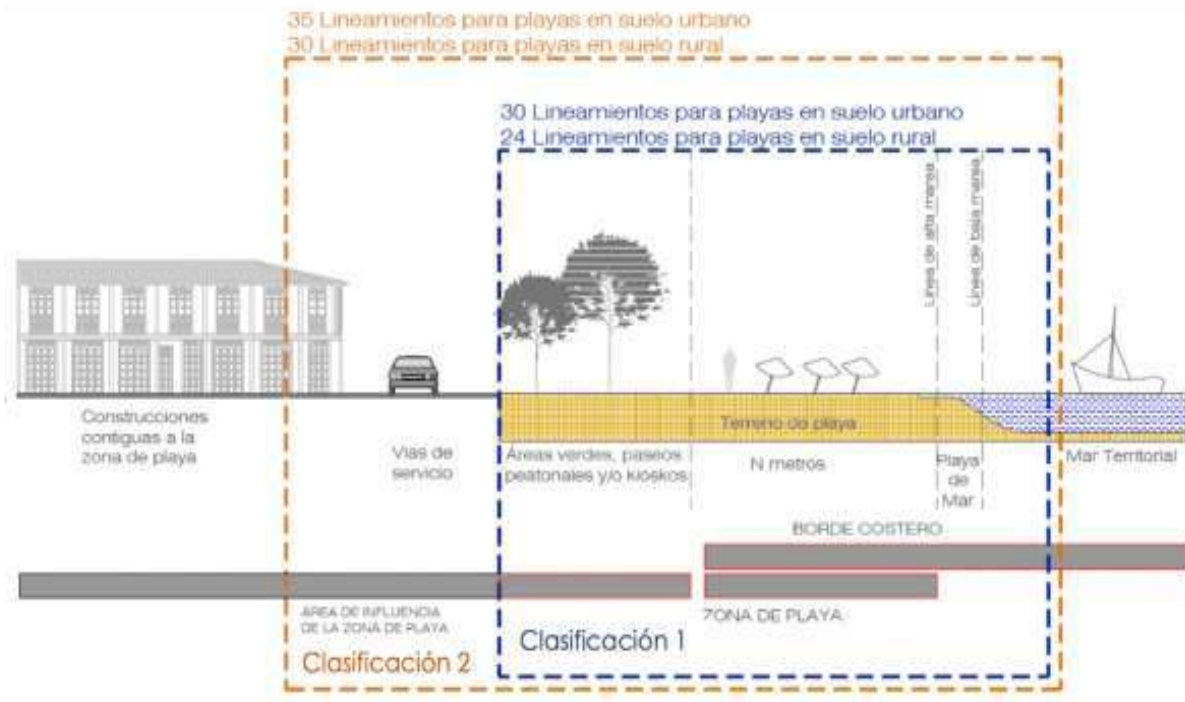 35 Lineamientos para playas en suelo urbano
30 Lineamientos para playas en suelo rural
30 Lineamientos para playas en suelo urbano
24 Lineamientos para playas en suelo rural
Línea de alta marea
Línea de baja marea
Construcciones
contiguas a la
zona de playa
Vías de
servicio
Áreas verdes, paseos
peatonales y/o kioskos
Terreno de playa
N metros
Playa
de
Mar
Mar Territorial
BORDE COSTERO
ÁREA DE INFLUENCIA
DE LA ZONA DE PLAYA
ZONA DE PLAYA
Clasificación 2
Clasificación 1